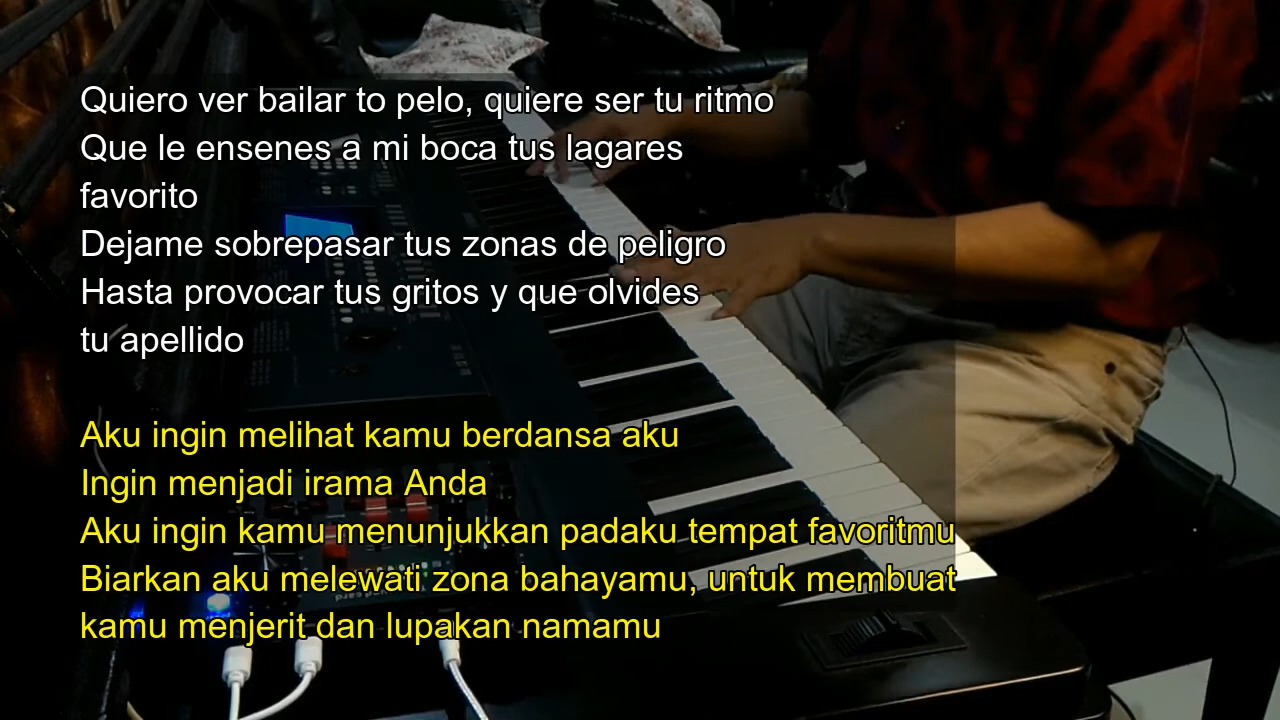 Quiero ver bailar to pelo, quiere ser tu ritmo
Que le ensenes a mi boca tus lagares
favorito
Dejame sobrepasar tus zonas de peligro
Hasta provocar tus gritos y que olvides
tu apellido
Aku ingin melihat kamu berdansa aku
Ingin menjadi irama Anda
Aku ingin kamu menunjukkan padaku tempat favoritmu
Biarkan aku melewati zona bahayamu, untuk membuat
kamu menjerit dan lupakan namamu